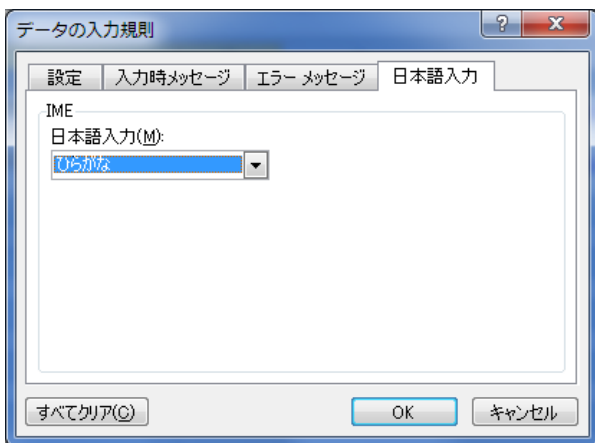 データの入力規則
設定 入力時メッセージ エラー メッセージ 日本語入力
IME
日本語入力(M):
ひらがな
すべてクリア(C) OK キャンセル